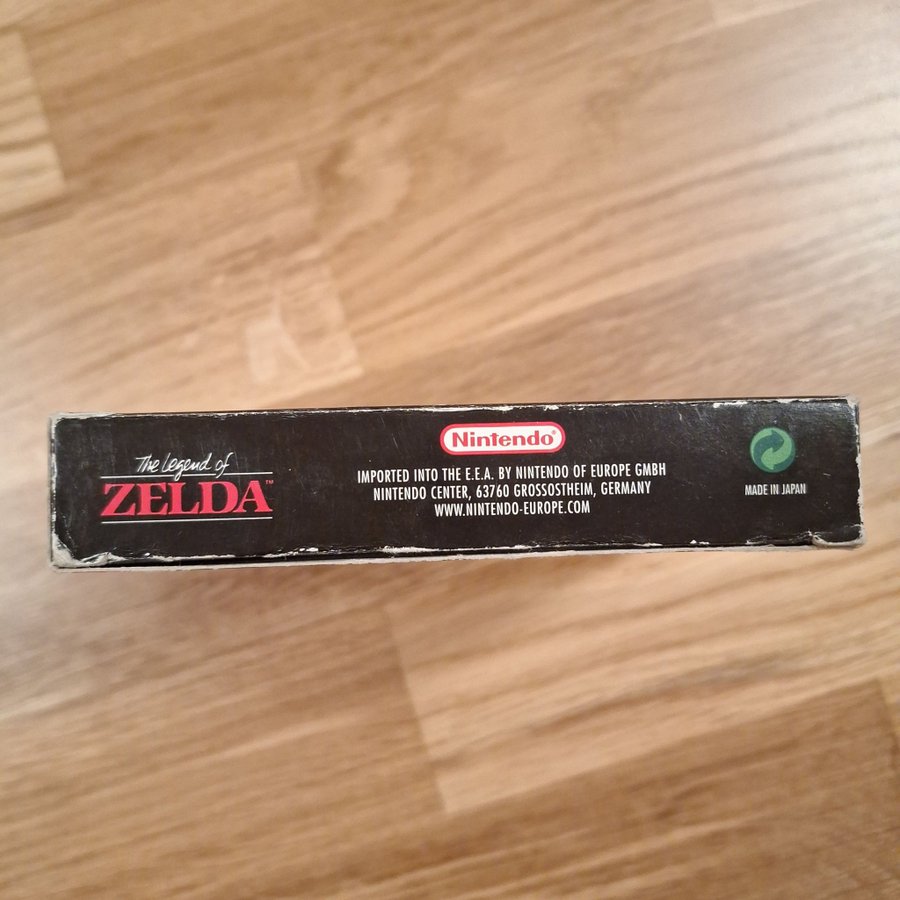 The Legend of
ZELDA™
Nintendo®
IMPORTED INTO THE E.E.A. BY NINTENDO OF EUROPE GMBH
NINTENDO CENTER, 63760 GROSSOSTHEIM, GERMANY
WWW.NINTENDO-EUROPE.COM
MADE IN JAPAN